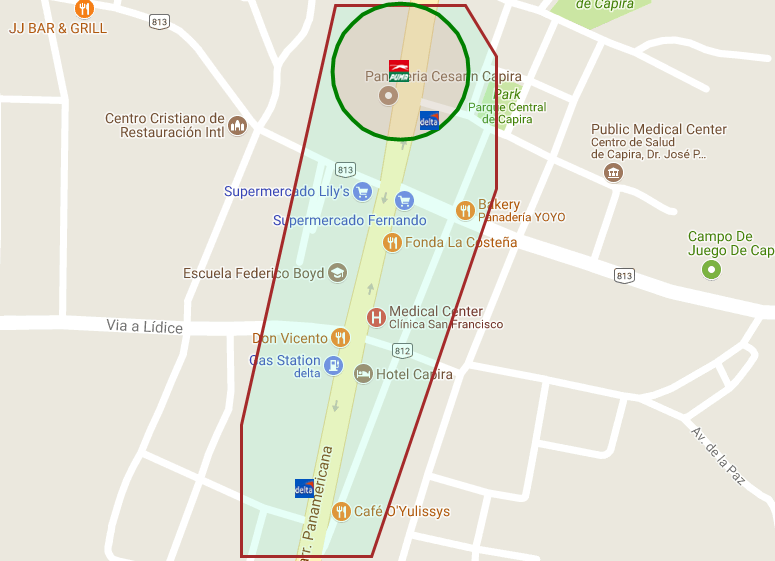 de Capira
JJ BAR & GRILL
813
PUMA
Panadería Cesarin Capira
Park
Parque Central
de Capira
delta
Centro Cristiano de
Restauración Intl
Public Medical Center
Centro de Salud
de Capira, Dr. José P...
813
Supermercado Lily's
Supermercado Fernando
Bakery
Panadería YOYO
Fonda La Costeña
Campo De
Juego De Cap
Escuela Federico Boyd
813
Medical Center
Clínica San Francisco
Via a Lídice
Don Vicento
812
Gas Station
delta
Hotel Capira
Av. de la Paz
delta
arr. Panamericana
Café O'Yulissys